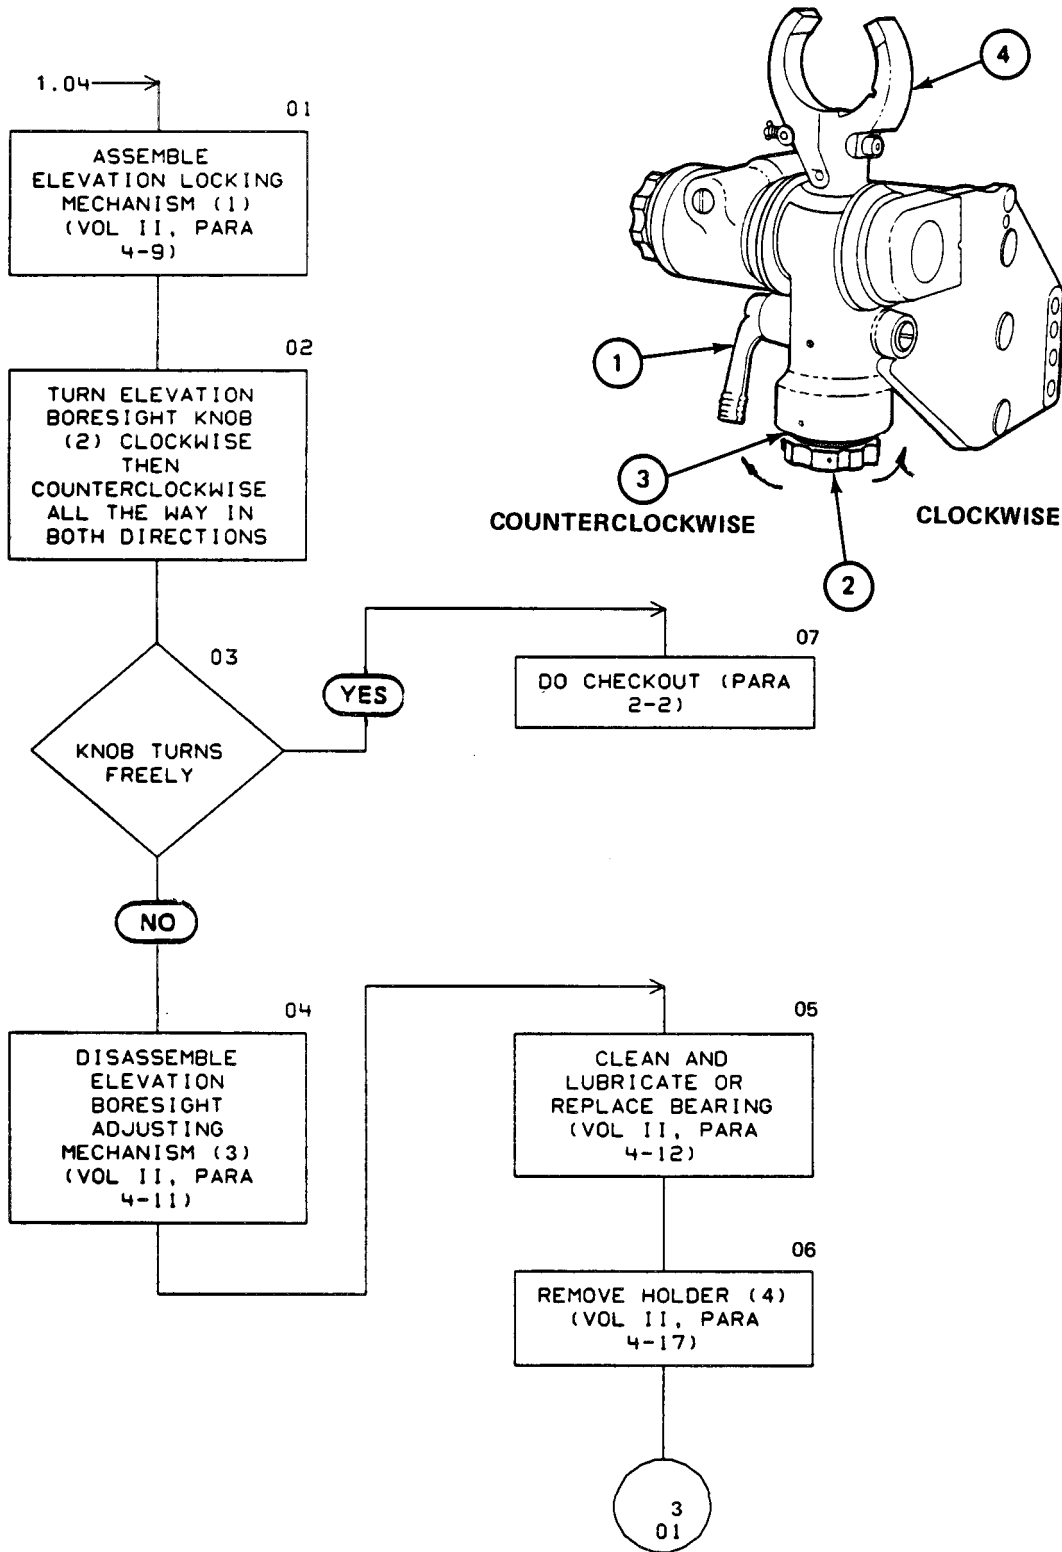 1.04
01
ASSEMBLE
ELEVATION LOCKING
MECHANISM (1)
(VOL II, PARA
4-9)
02
TURN ELEVATION
BORESIGHT KNOB
(2) CLOCKWISE
THEN
COUNTERCLOCKWISE
ALL THE WAY IN
BOTH DIRECTIONS
03
KNOB TURNS
FREELY
YES
07
DO CHECKOUT (PARA
2-2)
NO
04
DISASSEMBLE
ELEVATION
BORESIGHT
ADJUSTING
MECHANISM (3)
(VOL II, PARA
4-11)
05
CLEAN AND
LUBRICATE OR
REPLACE BEARING
(VOL II, PARA
4-12)
06
REMOVE HOLDER (4)
(VOL II, PARA
4-17)
3
01
4
1
3
COUNTERCLOCKWISE
CLOCKWISE
2